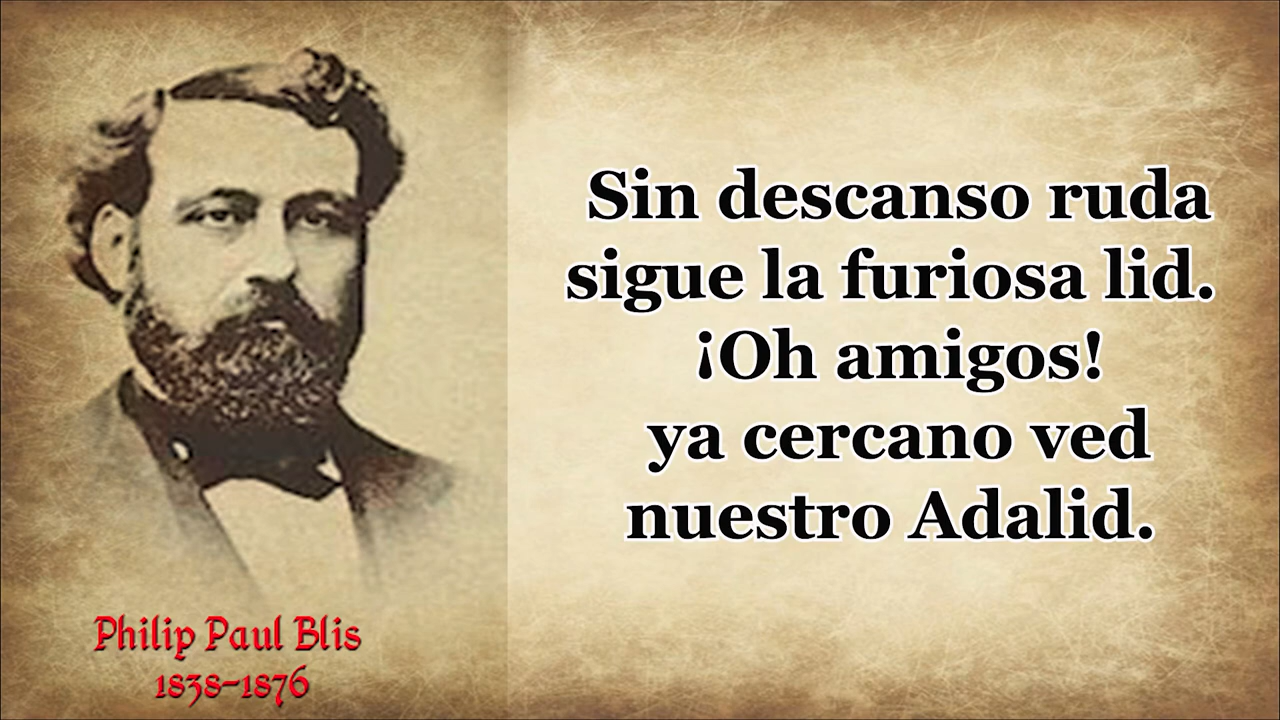 Sin descanso ruda
sigue la furiosa lid.
¡Oh amigos!
ya cercano ved
nuestro Adalid.
Philip Paul Blis
1838-1876